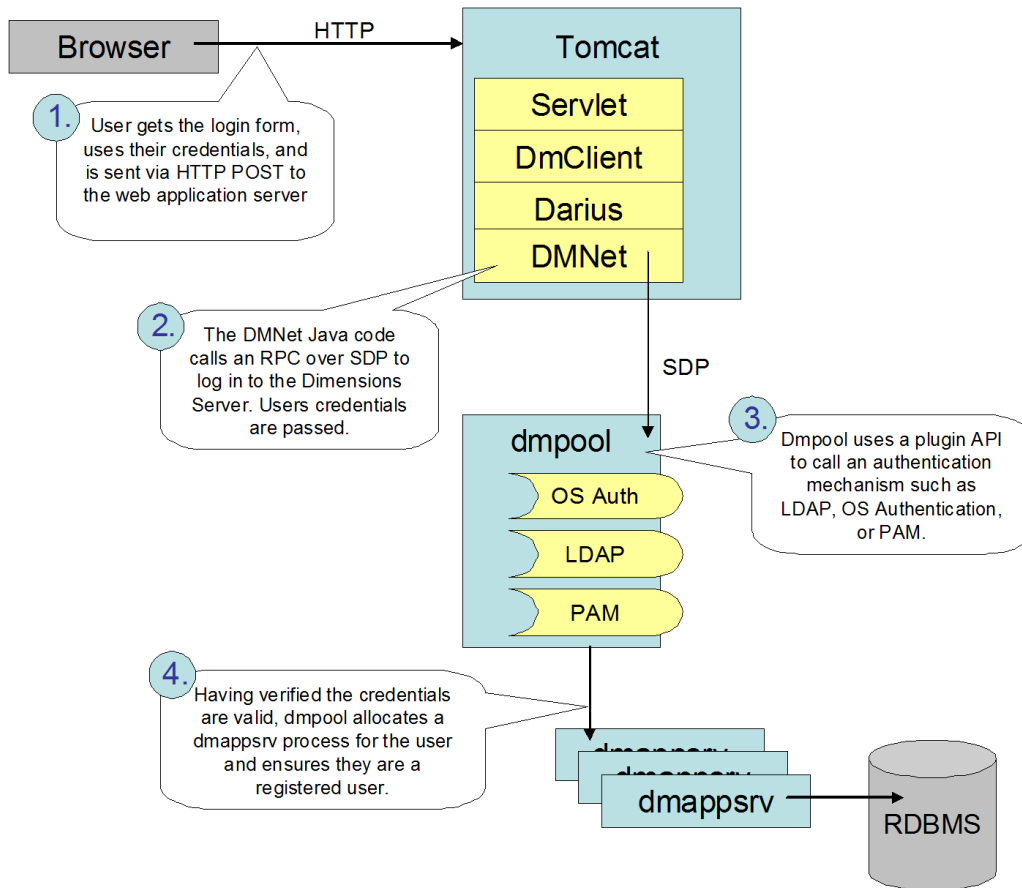 Browser
HTTP
Tomcat
Servlet
DmClient
Darius
DMNet
1.
User gets the login form,
uses their credentials, and
is sent via HTTP POST to
the web application server
2.
The DMNet Java code
calls an RPC over SDP to
log in to the Dimensions
Server. Users credentials
are passed.
SDP
dmpool
OS Auth
LDAP
PAM
3.
Dmpool uses a plugin API
to call an authentication
mechanism such as
LDAP, OS Authentication,
or PAM.
4.
Having verified the credentials
are valid, dmpool allocates a
dmappsrv process for the user
and ensures they are a
registered user.
dmappsrv
dmappsrv
dmappsrv
RDBMS